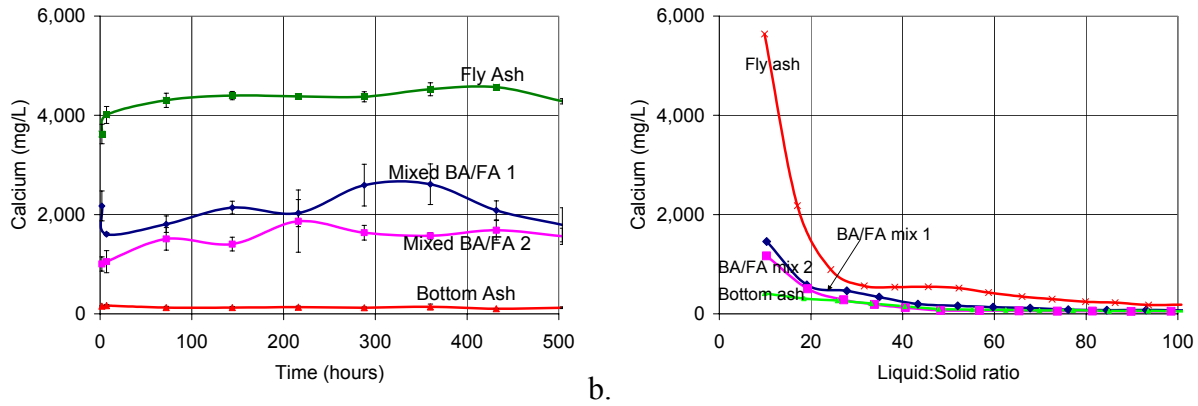 6,000
4,000
2,000
0
Calcium (mg/L)
Fly Ash
Mixed BA/FA 1
Mixed BA/FA 2
Bottom Ash
0 100 200 300 400 500
Time (hours)
b.
6,000
4,000
2,000
0
Calcium (mg/L)
Fly ash
BA/FA mix 1
BA/FA mix 2
Bottom ash
0 20 40 60 80 100
Liquid:Solid ratio